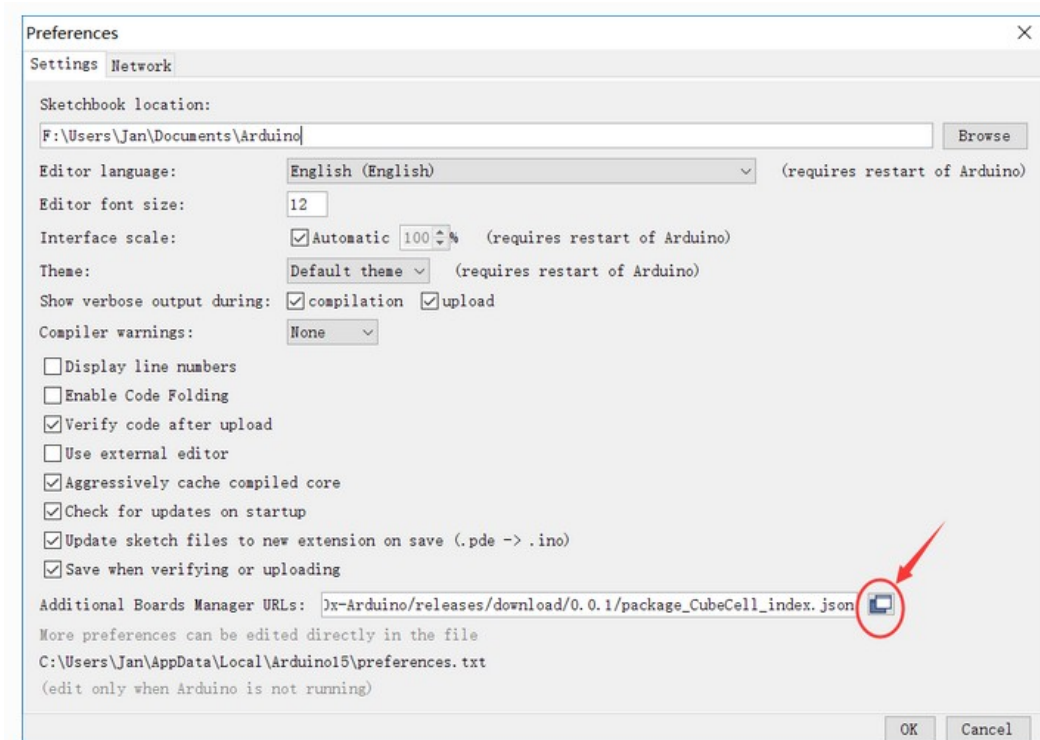 Preferences
Settings Network
Sketchbook location:
F:\Users\Jan\Documents\Arduino Browse
Editor language: English (English) (requires restart of Arduino)
Editor font size: 12
Interface scale: Automatic 100 % (requires restart of Arduino)
Theme: Default theme (requires restart of Arduino)
Show verbose output during: compilation upload
Compiler warnings: None
Display line numbers
Enable Code Folding
Verify code after upload
Use external editor
Aggressively cache compiled core
Check for updates on startup
Update sketch files to new extension on save (.pde -> .ino)
Save when verifying or uploading
Additional Boards Manager URLs: x-Arduino/releases/download/0.0.1/package_CubeCell_index.json
More preferences can be edited directly in the file
C:\Users\Jan\AppData\Local\Arduino15\preferences.txt
(edit only when Arduino is not running)
OK Cancel